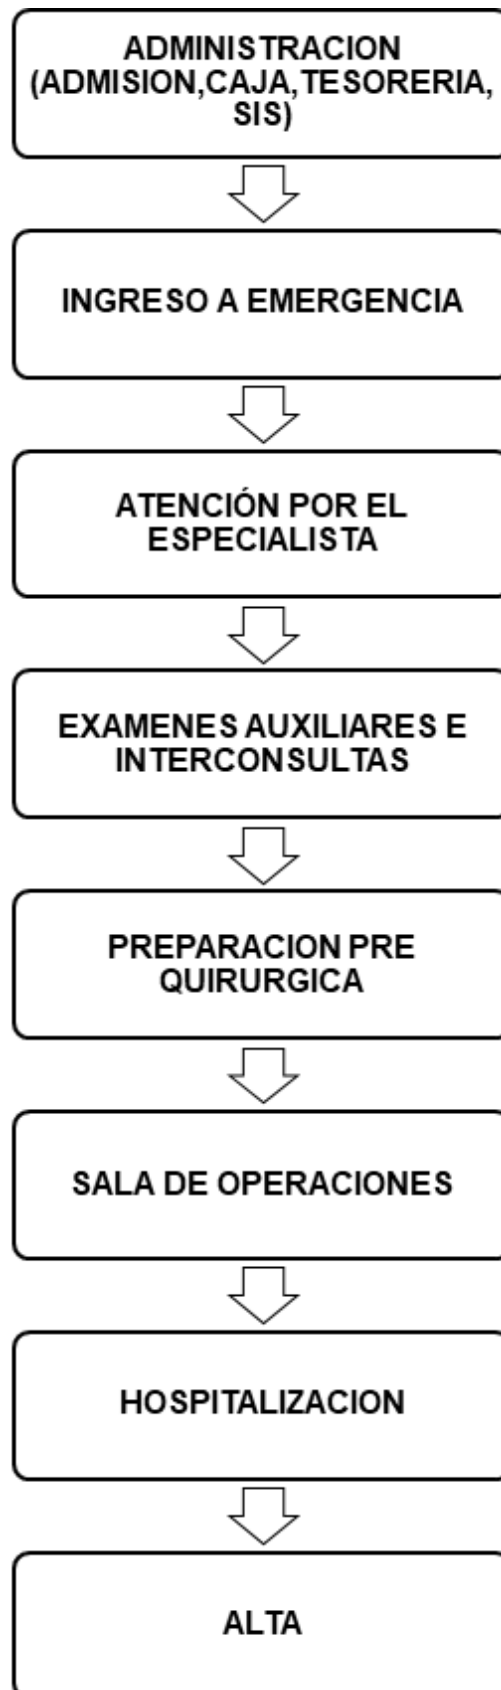 ADMINISTRACION
(ADMISION,CAJA,TESORERIA,
SIS)
INGRESO A EMERGENCIA
ATENCIÓN POR EL
ESPECIALISTA
EXAMENES AUXILIARES E
INTERCONSULTAS
PREPARACION PRE
QUIRURGICA
SALA DE OPERACIONES
HOSPITALIZACION
ALTA